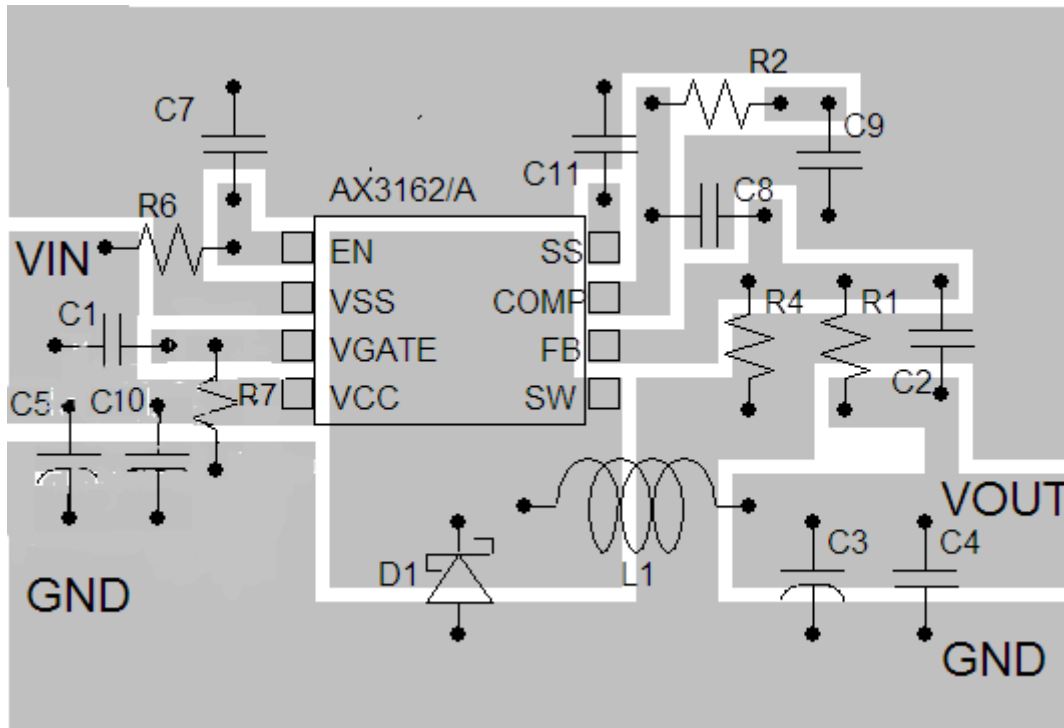 R2
C7
C9
C11
AX3162/A
C8
R6
VIN
EN
SS
VSS
COMP
R4
R1
C1
VGATE
FB
C5
C10
R7
VCC
SW
C2
VOUT
C3
C4
D1
L1
GND
GND